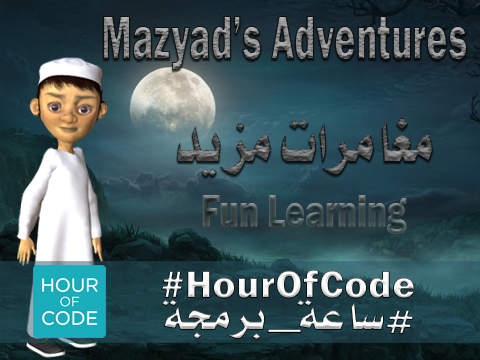 Mazyad's Adventures
مغامرات مزيد
Fun Learning
HOUR
OF
CODE
#HourOfCode
#ساعة_برمجة